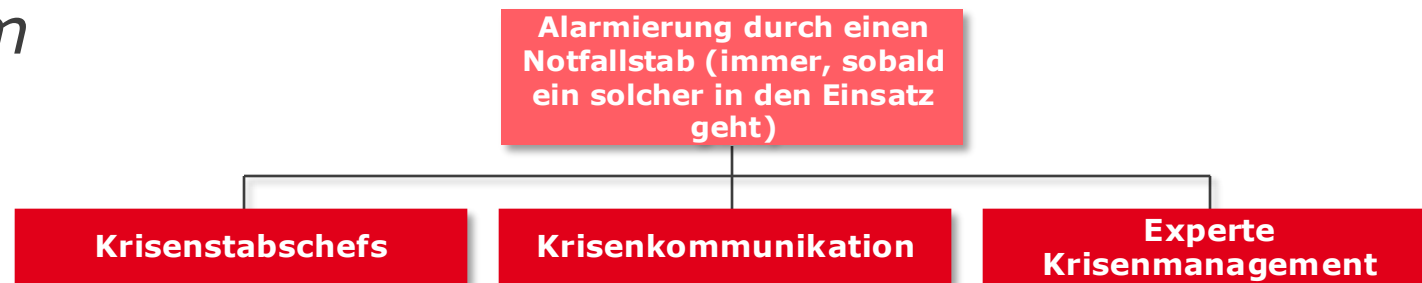 Alarmierung durch einen
Notfallstab (immer, sobald
ein solcher in den Einsatz
geht)
Krisenstabschefs
Krisenkommunikation
Experte
Krisenmanagement